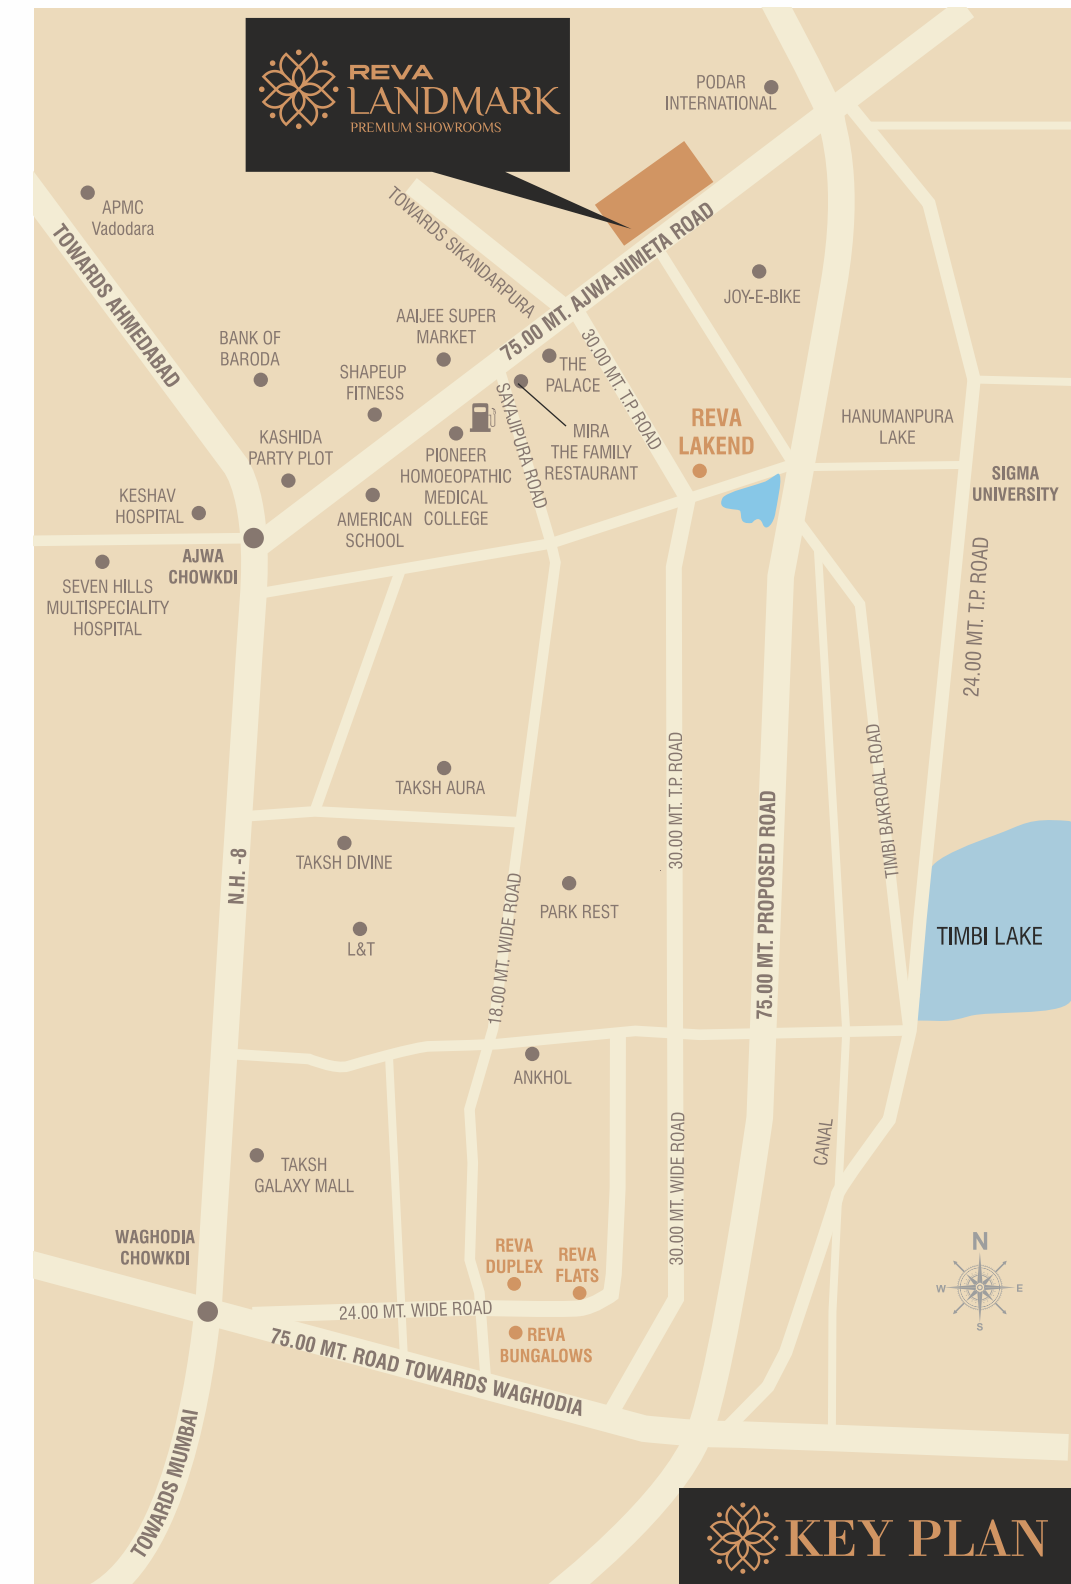 REVA
LANDMARK
PREMIUM SHOWROOMS
PODAR
INTERNATIONAL
APMC
Vadodara
TOWARDS SIKANDARPURA
TOWARDS AHMEDABAD
75.00 MT. AJWA-NIMETA ROAD
JOY-E-BIKE
AAIJEE SUPER
MARKET
BANK OF
BARODA
SHAPEUP
FITNESS
THE
PALACE
30.00 MT. T.P. ROAD
SAYAJIPURA ROAD
REVA
LAKEND
HANUMANPURA
LAKE
KASHIDA
PARTY PLOT
PIONEER
HOMOEOPATHIC
MEDICAL
COLLEGE
MIRA
THE FAMILY
RESTAURANT
SIGMA
UNIVERSITY
KESHAV
HOSPITAL
AMERICAN
SCHOOL
AJWA
CHOWKDI
SEVEN HILLS
MULTISPECIALITY
HOSPITAL
24.00 MT. T.P. ROAD
TAKSH AURA
30.00 MT. T.P. ROAD
75.00 MT. PROPOSED ROAD
TIMBI BAKROAL ROAD
TAKSH DIVINE
N.H. -8
18.00 MT. WIDE ROAD
PARK REST
L&T
TIMBI LAKE
ANKHOL
CANAL
30.00 MT. WIDE ROAD
TAKSH
GALAXY MALL
WAGHODIA
CHOWKDI
REVA
DUPLEX
REVA
FLATS
N
W
E
S
24.00 MT. WIDE ROAD
REVA
BUNGALOWS
75.00 MT. ROAD TOWARDS WAGHODIA
TOWARDS MUMBAI
KEY PLAN